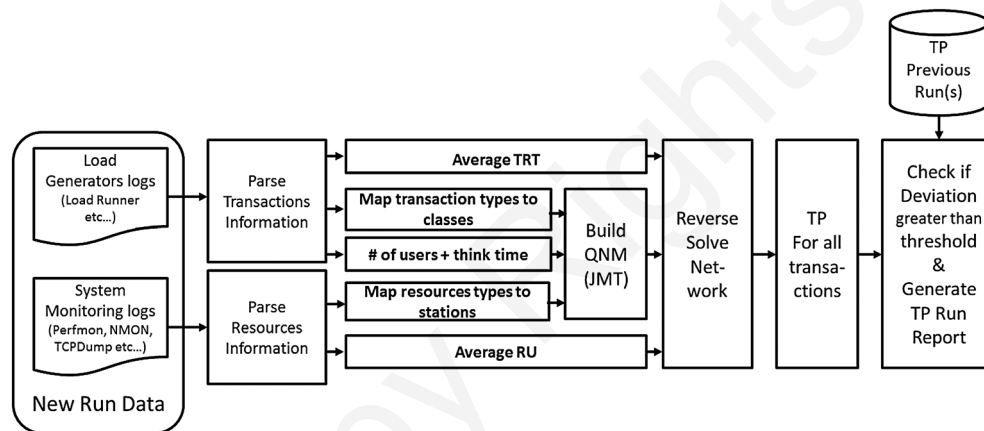 TP
Previous
Run(s)
Load
Generators logs
(Load Runner
etc...)
System
Monitoring logs
(Perfmon, NMON,
TCPDump etc...)
New Run Data
Parse
Transactions
Information
Parse
Resources
Information
Average TRT
Map transaction types to
classes
# of users + think time
Map resources types to
stations
Average RU
Build
QNM
(JMT)
Reverse
Solve
Net-
work
TP
For all
transa-
ctions
Check if
Deviation
greater than
threshold
&
Generate
TP Run
Report
y Rights